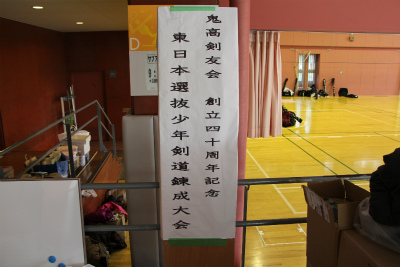 鬼高剣友会 創立四十周年記念
東日本選抜少年剣道錬成大会